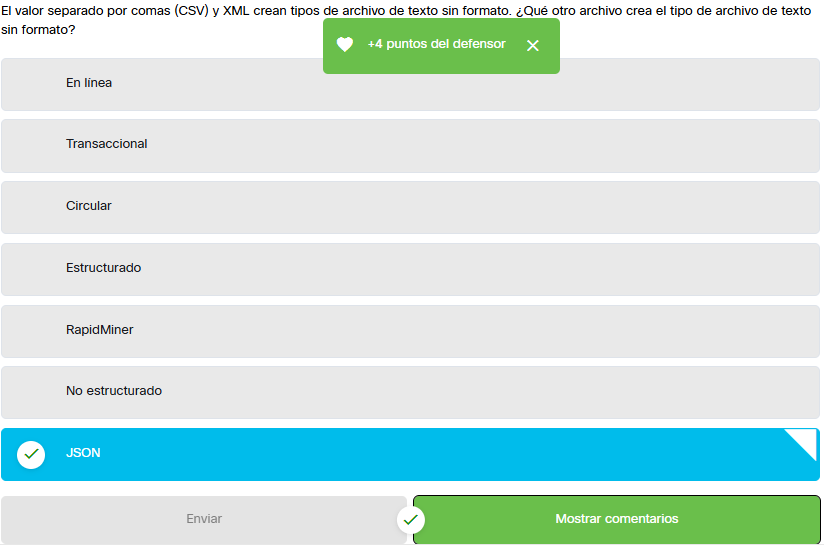 El valor separado por comas (CSV) y XML crean tipos de archivo de texto sin formato. ¿Qué otro archivo crea el tipo de archivo de texto
sin formato?
+4 puntos del defensor
En línea
Transaccional
Circular
Estructurado
RapidMiner
No estructurado
JSON
Enviar
Mostrar comentarios